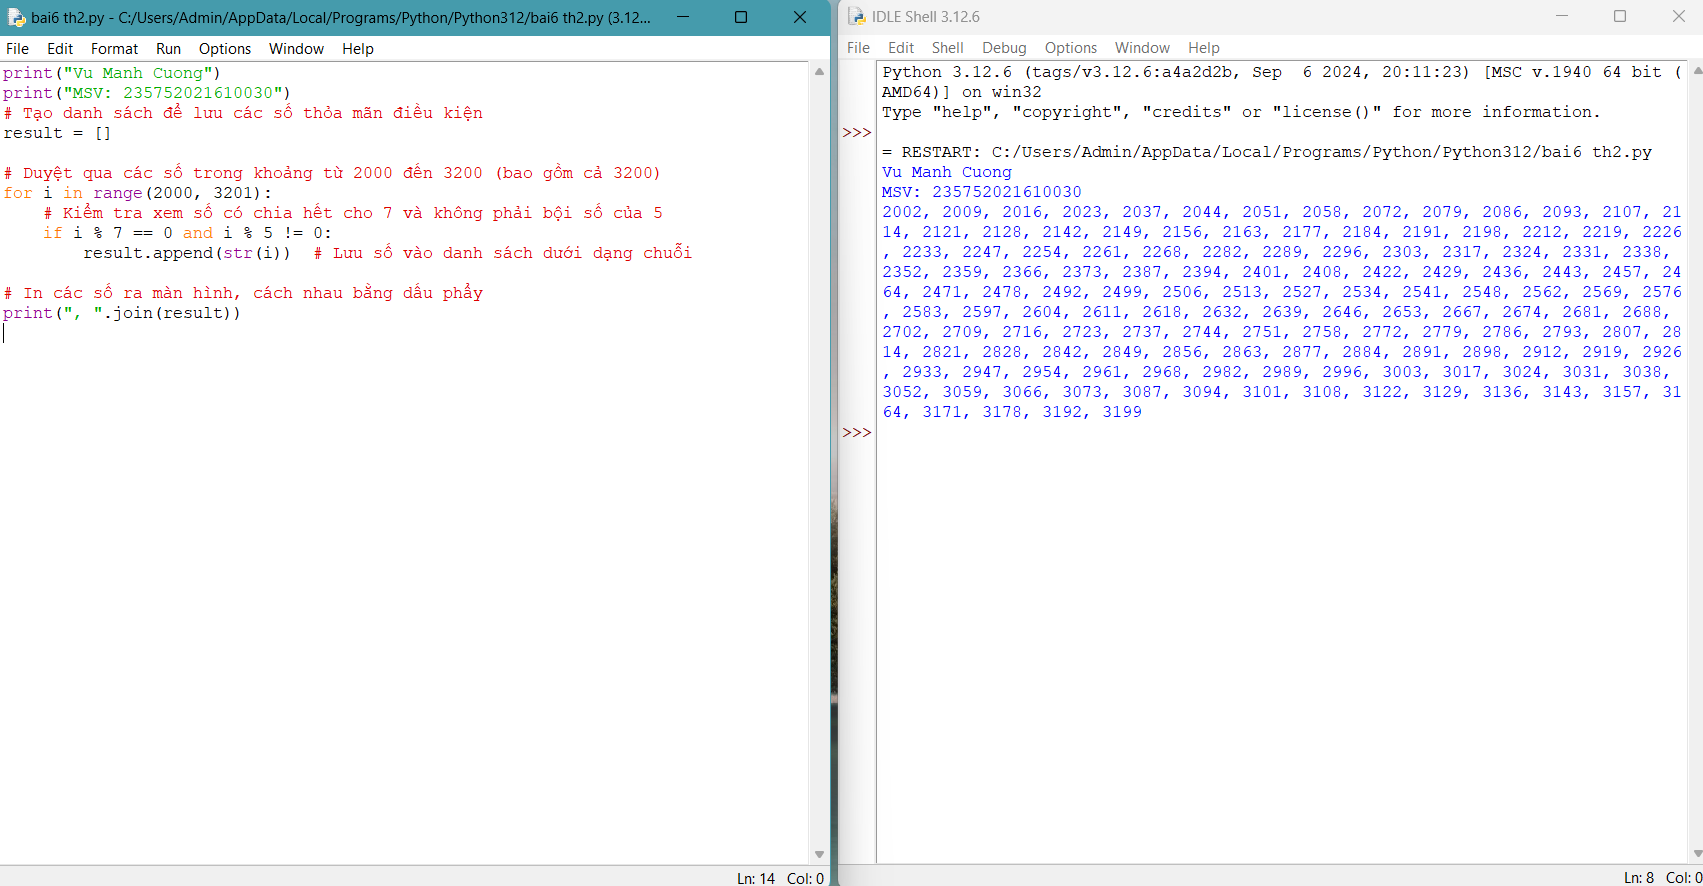 bai6 th2.py - C:/Users/Admin/AppData/Local/Programs/Python/Python312/bai6 th2.py (3.12...
File Edit Format Run Options Window Help
print("Vu Manh Cuong")
print("MSV: 235752021610030")
# Tạo danh sách để lưu các số thỏa mãn điều kiện
result = []
# Duyệt qua các số trong khoảng từ 2000 đến 3200 (bao gồm cả 3200)
for i in range(2000, 3201):
    # Kiểm tra xem số có chia hết cho 7 và không phải bội số của 5
    if i % 7 == 0 and i % 5 != 0:
        result.append(str(i))  # Lưu số vào danh sách dưới dạng chuỗi
# In các số ra màn hình, cách nhau bằng dấu phẩy
print(", ".join(result))
Ln: 14 Col: 0
IDLE Shell 3.12.6
File Edit Shell Debug Options Window Help
Python 3.12.6 (tags/v3.12.6:a4a2d2b, Sep  6 2024, 20:11:23) [MSC v.1940 64 bit (
AMD64)] on win32
Type "help", "copyright", "credits" or "license()" for more information.
>>>
= RESTART: C:/Users/Admin/AppData/Local/Programs/Python/Python312/bai6 th2.py
Vu Manh Cuong
MSV: 235752021610030
2002, 2009, 2016, 2023, 2037, 2044, 2051, 2058, 2072, 2079, 2086, 2093, 2107, 21
14, 2121, 2128, 2142, 2149, 2156, 2163, 2177, 2184, 2191, 2198, 2212, 2219, 2226
, 2233, 2247, 2254, 2261, 2268, 2282, 2289, 2296, 2303, 2317, 2324, 2331, 2338,
2352, 2359, 2366, 2373, 2387, 2394, 2401, 2408, 2422, 2429, 2436, 2443, 2457, 24
64, 2471, 2478, 2492, 2499, 2506, 2513, 2527, 2534, 2541, 2548, 2562, 2569, 2576
, 2583, 2597, 2604, 2611, 2618, 2632, 2639, 2646, 2653, 2667, 2674, 2681, 2688,
2702, 2709, 2716, 2723, 2737, 2744, 2751, 2758, 2772, 2779, 2786, 2793, 2807, 28
14, 2821, 2828, 2842, 2849, 2856, 2863, 2877, 2884, 2891, 2898, 2912, 2919, 2926
, 2933, 2947, 2954, 2961, 2968, 2982, 2989, 2996, 3003, 3017, 3024, 3031, 3038,
3052, 3059, 3066, 3073, 3087, 3094, 3101, 3108, 3122, 3129, 3136, 3143, 3157, 31
64, 3171, 3178, 3192, 3199
>>>
Ln: 8 Col: 0